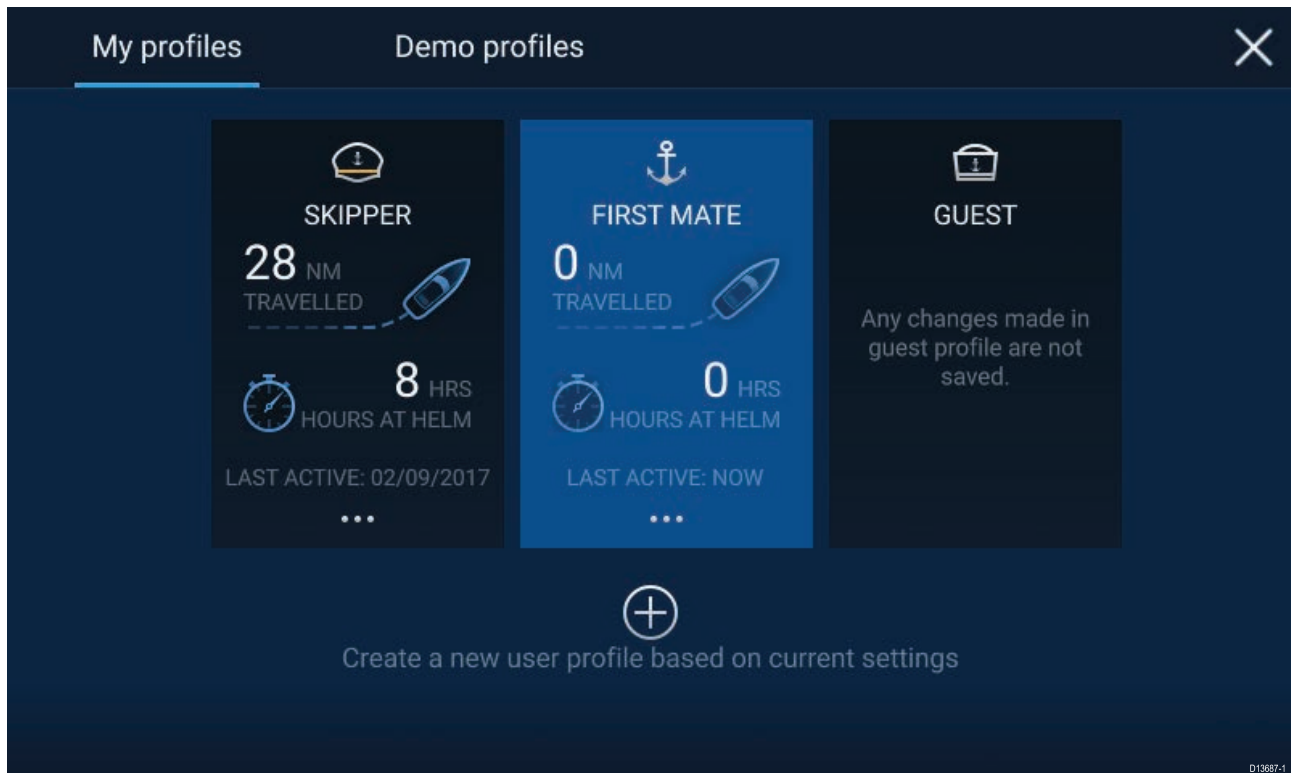 My profiles
Demo profiles
SKIPPER
28 NM
TRAVELLED
8 HRS
HOURS AT HELM
LAST ACTIVE: 02/09/2017
•••
FIRST MATE
0 NM
TRAVELLED
0 HRS
HOURS AT HELM
LAST ACTIVE: NOW
•••
GUEST
Any changes made in
guest profile are not
saved.
Create a new user profile based on current settings
D13687-1